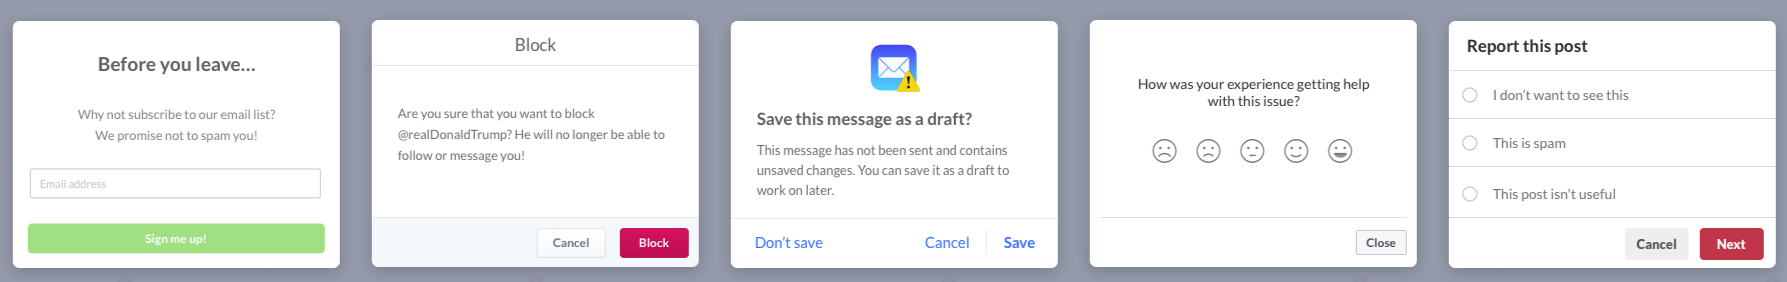 Before you leave...
Why not subscribe to our email list?
We promise not to spam you!
Email address
Sign me up!
Block
Are you sure that you want to block
@realDonaldTrump? He will no longer be able to
follow or message you!
Cancel
Block
Save this message as a draft?
This message has not been sent and contains
unsaved changes. You can save it as a draft to
work on later.
Don't save
Cancel
Save
How was your experience getting help
with this issue?
Close
Report this post
I don't want to see this
This is spam
This post isn't useful
Cancel
Next